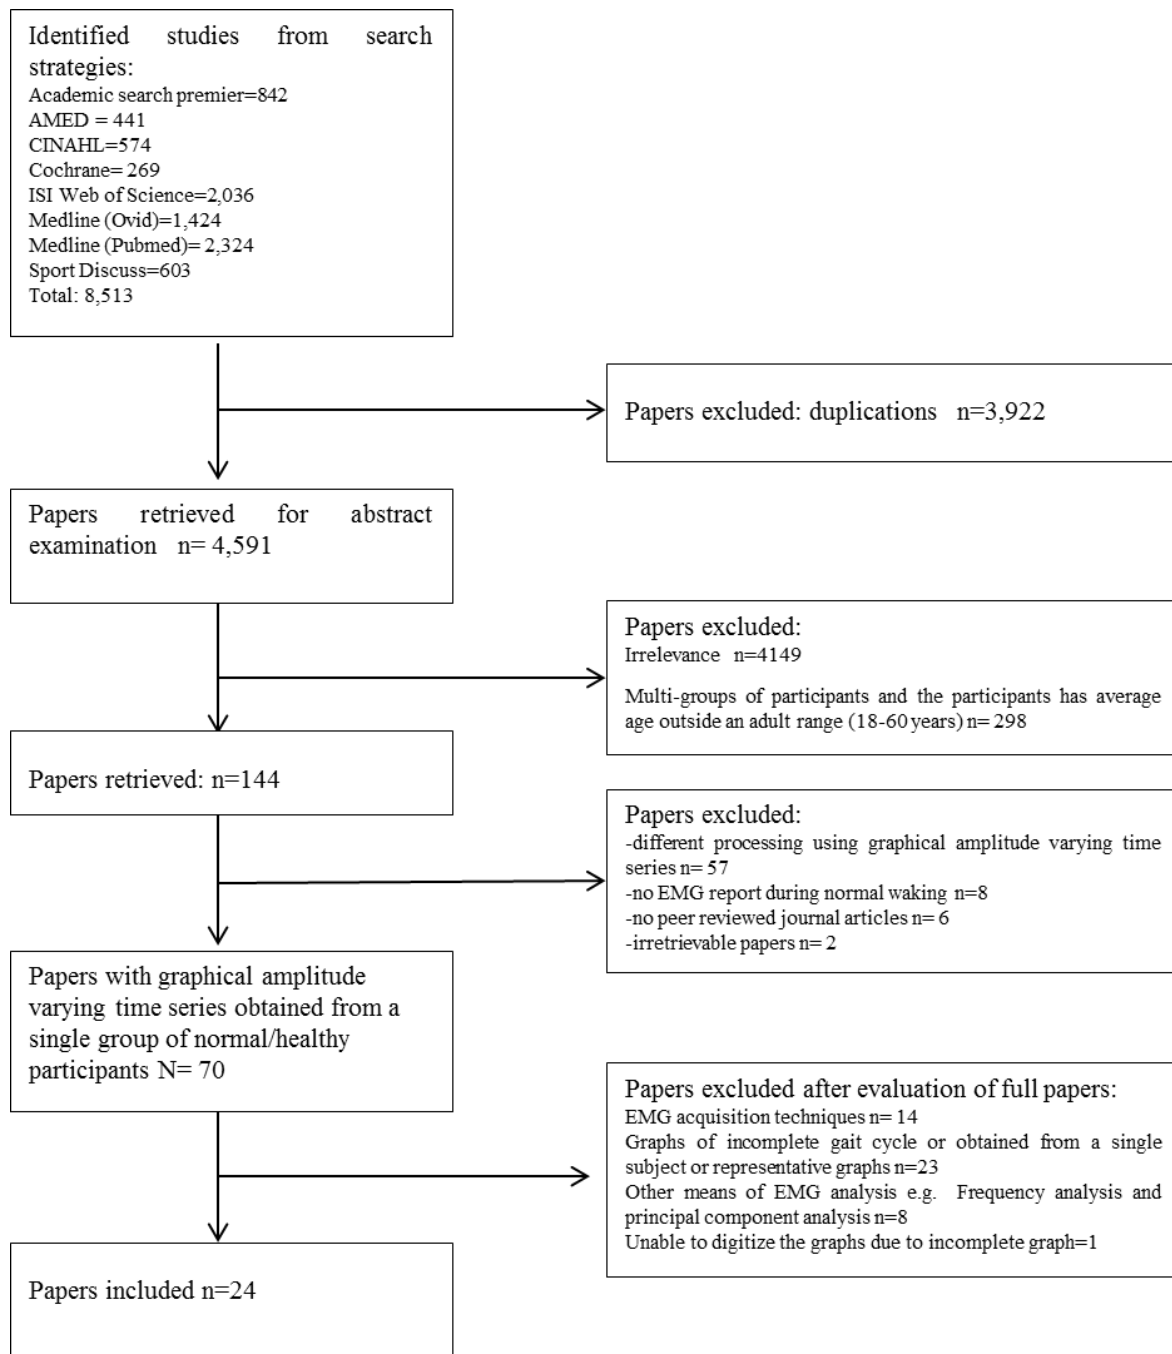 Identified studies from search
strategies:
Academic search premier=842
AMED = 441
CINAHL=574
Cochrane= 269
ISI Web of Science=2,036
Medline (Ovid)=1,424
Medline (Pubmed)= 2,324
Sport Discuss=603
Total: 8,513
Papers excluded: duplications n=3,922
Papers retrieved for abstract
examination n= 4,591
Papers excluded:
Irrelevance n=4149
Multi-groups of participants and the participants has average
age outside an adult range (18-60 years) n= 298
Papers retrieved: n=144
Papers excluded:
-different processing using graphical amplitude varying time
series n= 57
-no EMG report during normal waking n=8
-no peer reviewed journal articles n= 6
-irretrievable papers n= 2
Papers with graphical amplitude
varying time series obtained from a
single group of normal/healthy
participants N= 70
Papers excluded after evaluation of full papers:
EMG acquisition techniques n= 14
Graphs of incomplete gait cycle or obtained from a single
subject or representative graphs n=23
Other means of EMG analysis e.g. Frequency analysis and
principal component analysis n=8
Unable to digitize the graphs due to incomplete graph=1
Papers included n=24